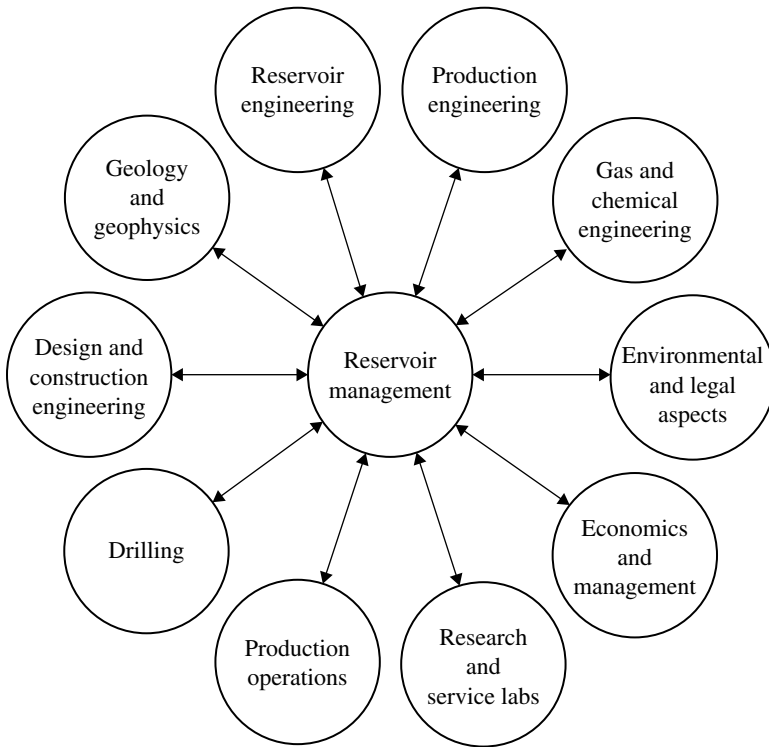 Reservoir
engineering
Production
engineering
Geology
and
geophysics
Gas and
chemical
engineering
Design and
construction
engineering
Reservoir
management
Environmental
and legal
aspects
Drilling
Economics
and
management
Production
operations
Research
and
service labs